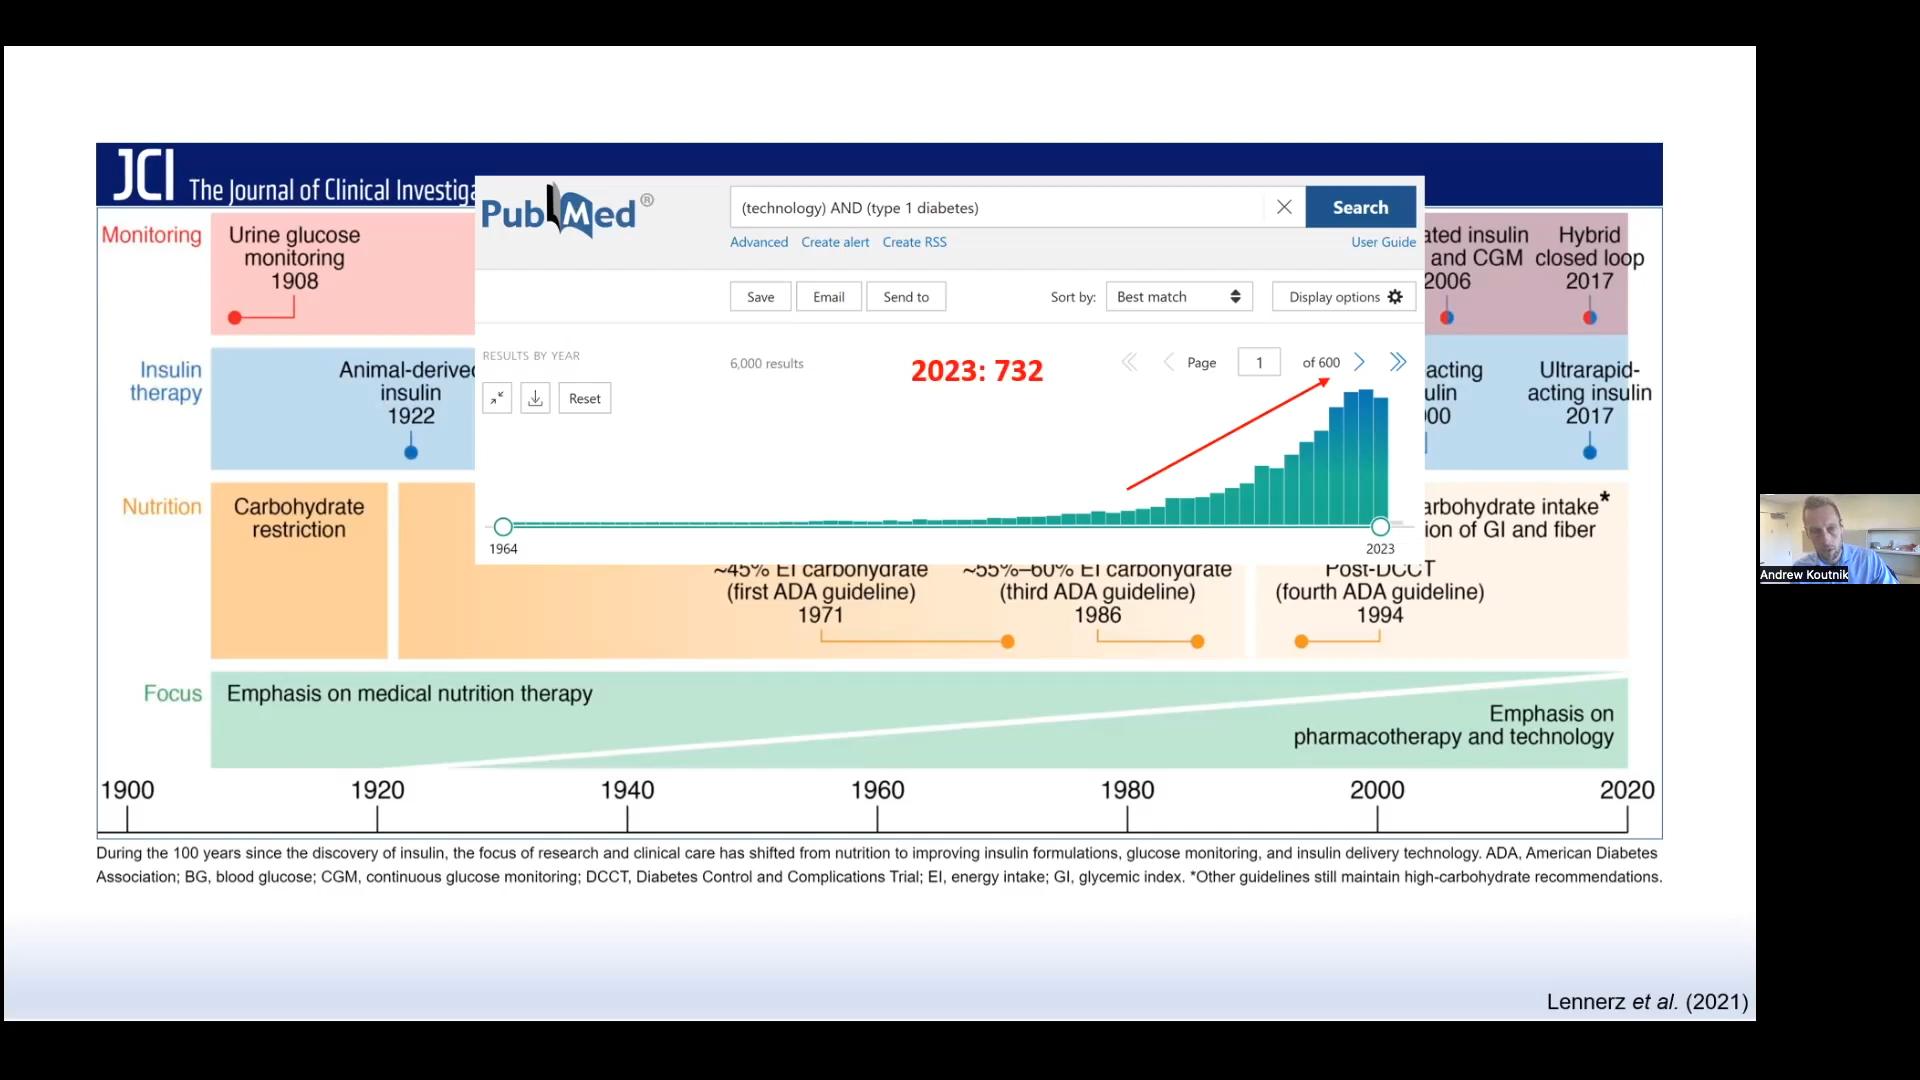 JCI The Journal of Clinical Investiga
PubMed®
(technology) AND (type 1 diabetes)
Search
Advanced Create alert Create RSS
User Guide
Save Email Send to
Sort by: Best match
Display options
RESULTS BY YEAR
6,000 results
2023: 732
Page 1 of 600
Reset
1964
2023
Monitoring
Urine glucose
monitoring
1908
ated insulin
and CGM
2006
Hybrid
closed loop
2017
Insulin
therapy
Animal-derived
insulin
1922
acting
ulin
00
Ultrarapid-
acting insulin
2017
Nutrition
Carbohydrate
restriction
~45% EI carbohydrate
(first ADA guideline)
1971
~55%–60% EI carbohydrate
(third ADA guideline)
1986
arbohydrate intake*
ion of GI and fiber
Post-DCCT
(fourth ADA guideline)
1994
Focus
Emphasis on medical nutrition therapy
Emphasis on
pharmacotherapy and technology
1900 1920 1940 1960 1980 2000 2020
During the 100 years since the discovery of insulin, the focus of research and clinical care has shifted from nutrition to improving insulin formulations, glucose monitoring, and insulin delivery technology. ADA, American Diabetes
Association; BG, blood glucose; CGM, continuous glucose monitoring; DCCT, Diabetes Control and Complications Trial; EI, energy intake; GI, glycemic index. *Other guidelines still maintain high-carbohydrate recommendations.
Lennerz et al. (2021)
Andrew Koutnik